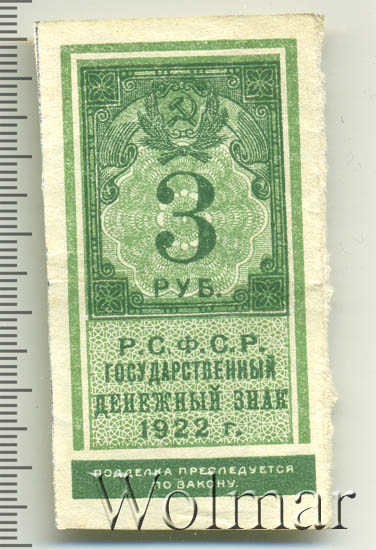 3
РУБ.
Р.С.Ф.С.Р.
ГОСУДАРСТВЕННЫЙ
ДЕНЕЖНЫЙ ЗНАК
1922 г.
ПОДДЕЛКА ПРЕСЛЕДУЕТСЯ
ПО ЗАКОНУ.
Wolmar